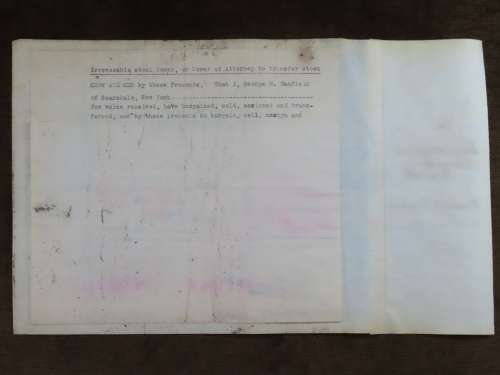 Irrevocable stock power, or Power of Attorney to transfer stock
KNOW ALL MEN by these Presents, That I, George H. Canfield
of Scarsdale, New York
for value received, have bargained, sold, assigned and trans-
ferred, and by these presents do bargain, sell, assign and